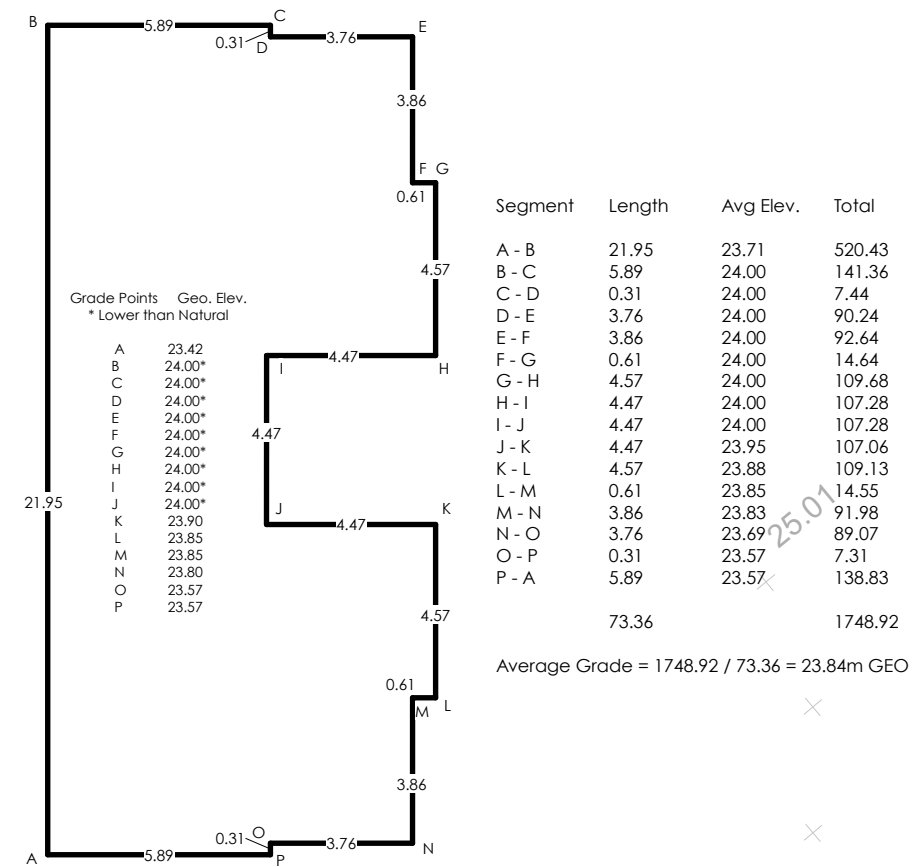 B
5.89
C
0.31
D
3.76
E
3.86
F G
0.61
4.57
Grade Points Geo. Elev.
* Lower than Natural
A 23.42
B 24.00*
C 24.00*
D 24.00*
E 24.00*
F 24.00*
G 24.00*
H 24.00*
I 24.00*
J 24.00*
K 23.90
L 23.85
M 23.85
N 23.80
O 23.57
P 23.57
21.95
4.47
I
H
4.47
J
4.47
K
4.57
0.61
M
L
3.86
O
0.31
3.76
N
A
5.89
P
Segment Length Avg Elev. Total
A - B 21.95 23.71 520.43
B - C 5.89 24.00 141.36
C - D 0.31 24.00 7.44
D - E 3.76 24.00 90.24
E - F 3.86 24.00 92.64
F - G 0.61 24.00 14.64
G - H 4.57 24.00 109.68
H - I 4.47 24.00 107.28
I - J 4.47 24.00 107.28
J - K 4.47 23.95 107.06
K - L 4.57 23.88 109.13
L - M 0.61 23.85 14.55
M - N 3.86 23.83 91.98
N - O 3.76 23.69 89.07
O - P 0.31 23.57 7.31
P - A 5.89 23.57 138.83
73.36 1748.92
25.01
Average Grade = 1748.92 / 73.36 = 23.84m GEO